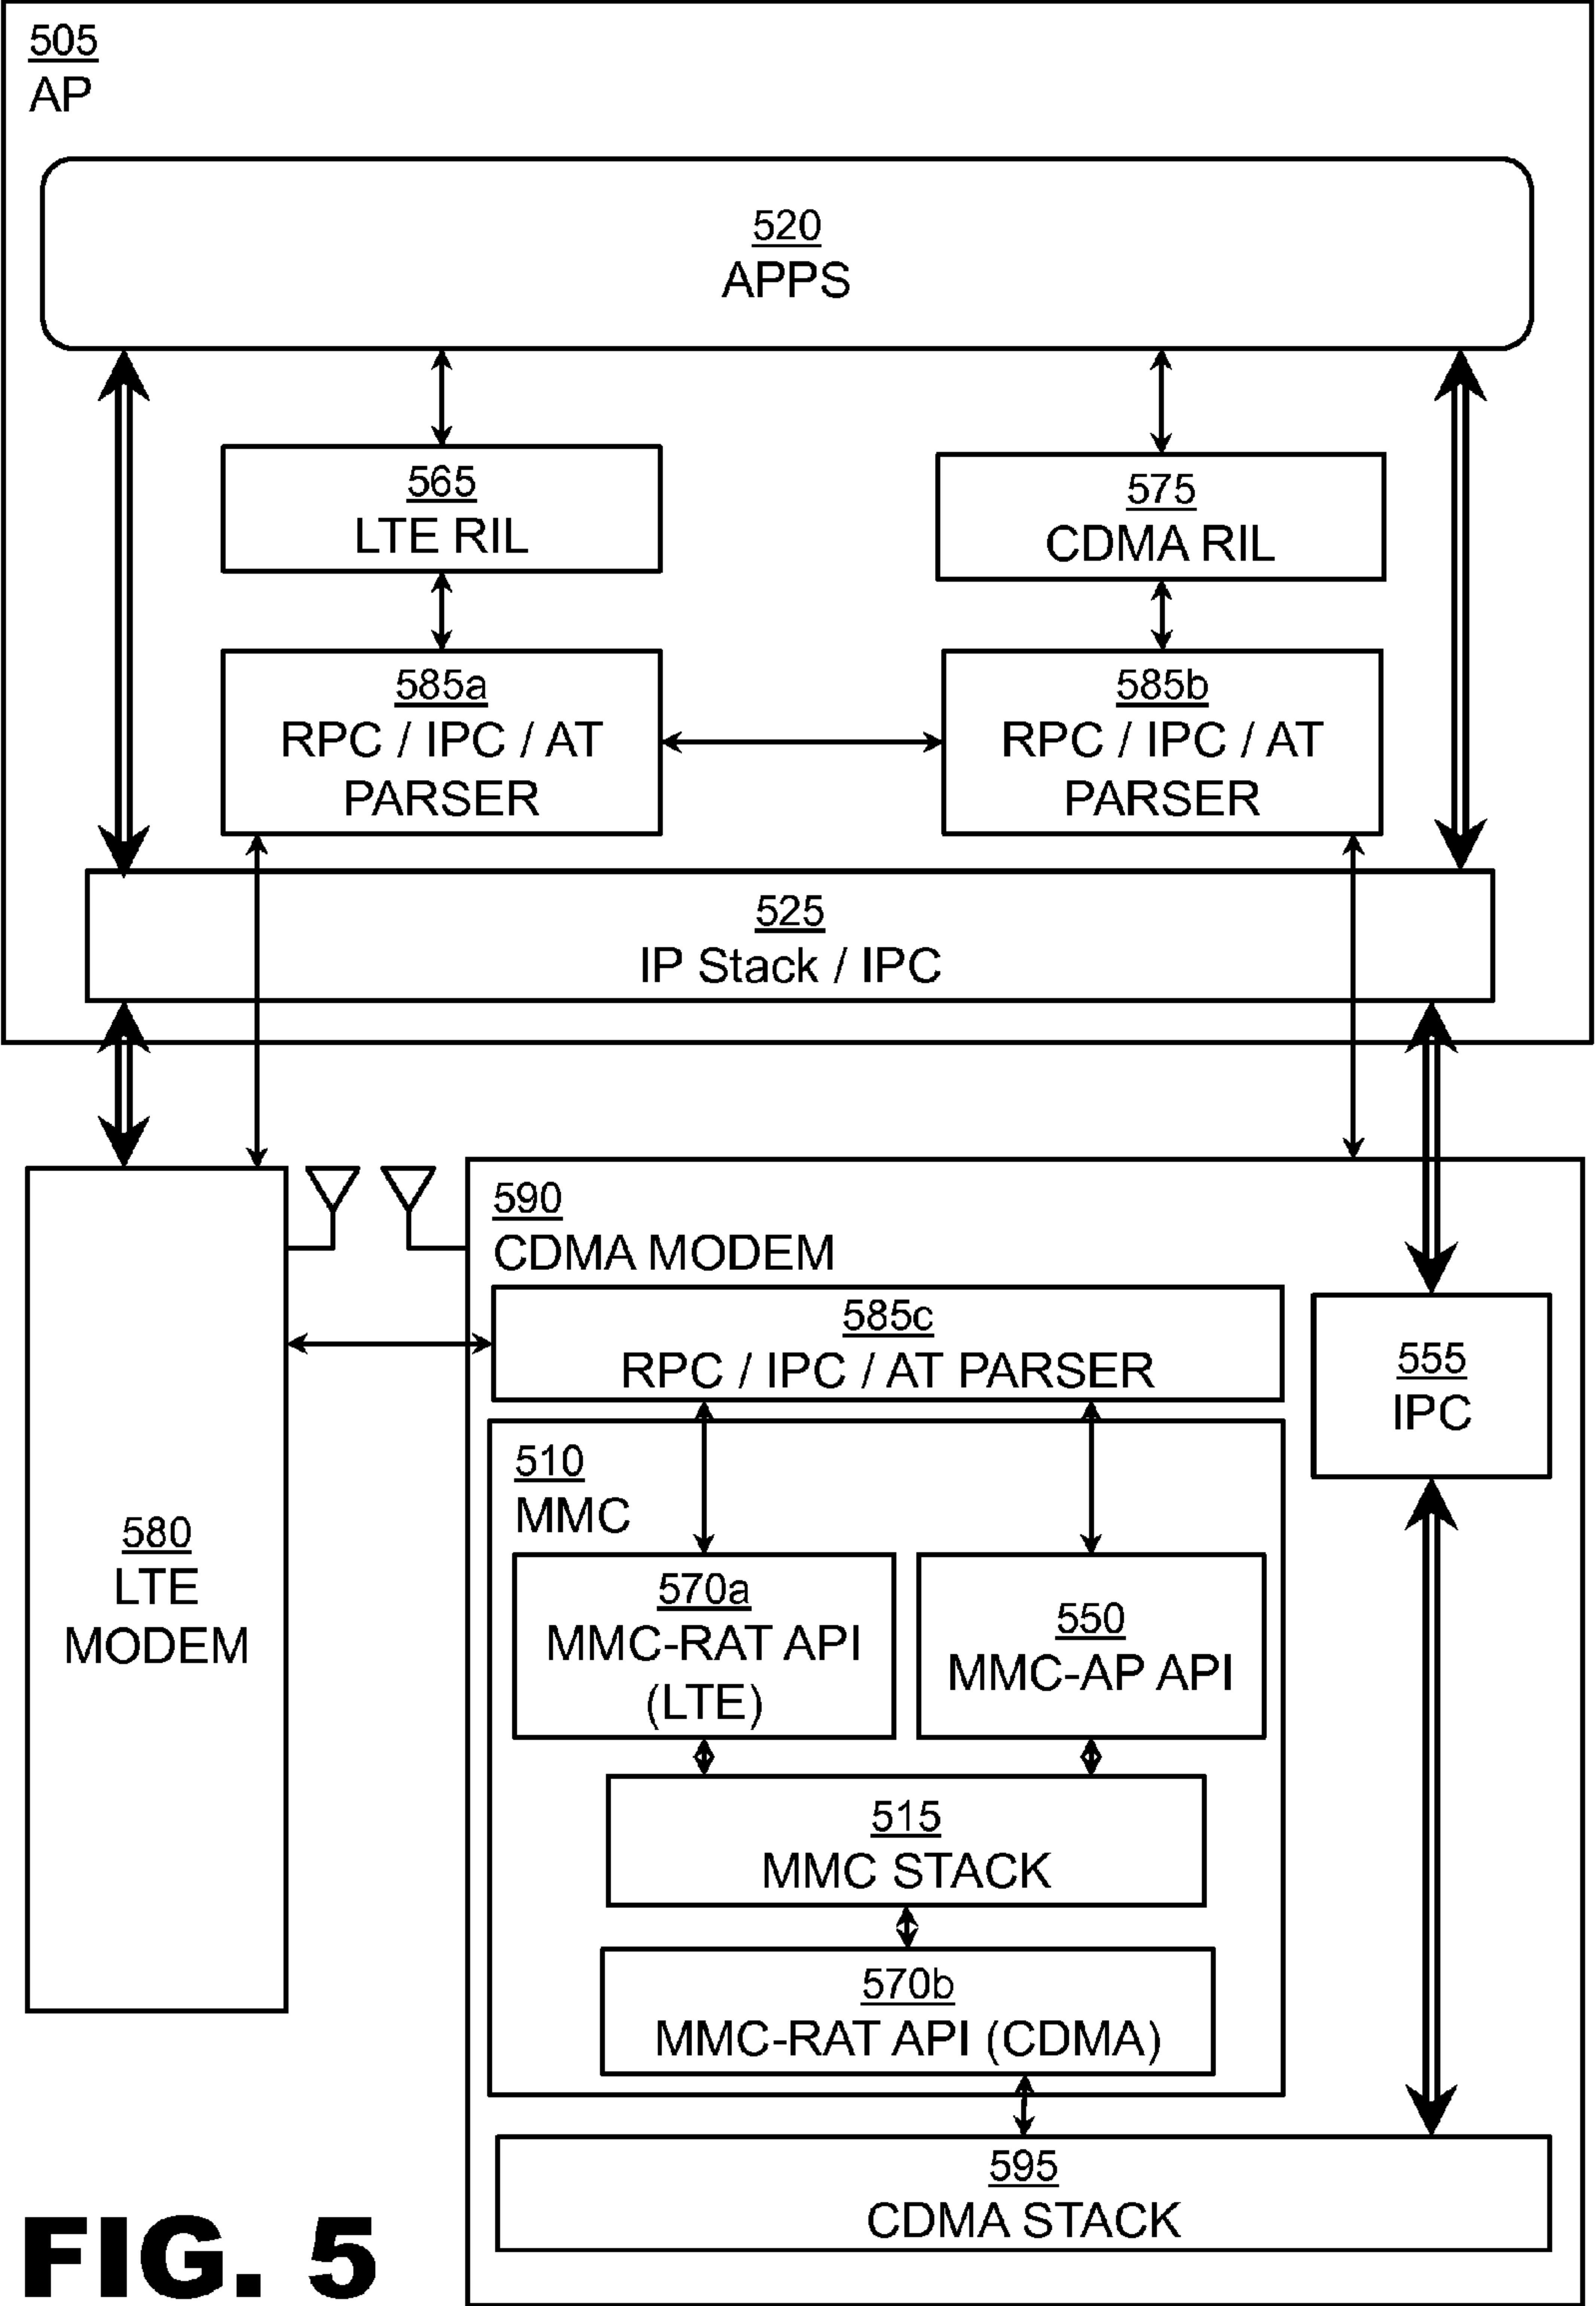 505
AP
520
APPS
565
LTE RIL
575
CDMA RIL
585a
RPC / IPC / AT
PARSER
585b
RPC / IPC / AT
PARSER
525
IP Stack / IPC
590
CDMA MODEM
585c
RPC / IPC / AT PARSER
555
IPC
580
LTE
MODEM
510
MMC
570a
MMC-RAT API
(LTE)
550
MMC-AP API
515
MMC STACK
570b
MMC-RAT API (CDMA)
595
CDMA STACK
FIG. 5